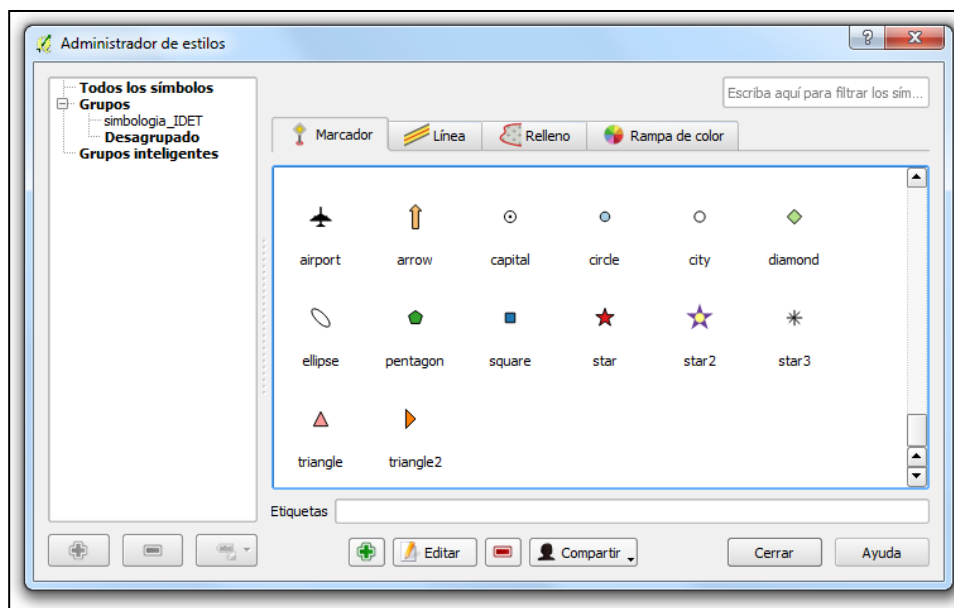 Administrador de estilos
Todos los símbolos
Grupos
simbologia_IDET
Desagrupado
Grupos inteligentes
Escriba aquí para filtrar los sím...
Marcador Línea Relleno Rampa de color
airport arrow capital circle city diamond
ellipse pentagon square star star2 star3
triangle triangle2
Etiquetas
Editar Compartir Cerrar Ayuda